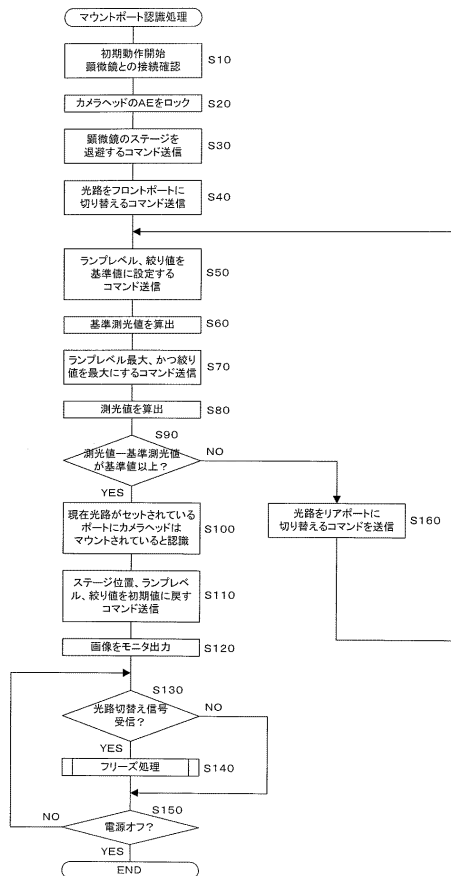 マウントポート認識処理
初期動作開始
顕微鏡との接続確認
S10
カメラヘッドのAEをロック
S20
顕微鏡のステージを
退避するコマンド送信
S30
光路をフロントポートに
切り替えるコマンド送信
S40
ランプレベル、絞り値を
基準値に設定する
コマンド送信
S50
基準測光値を算出
S60
ランプレベル最大、かつ絞り
値を最大にするコマンド送信
S70
測光値を算出
S80
S90
測光値ー基準測光値
が基準値以上?
NO
YES
現在光路がセットされている
ポートにカメラヘッドは
マウントされていると認識
S100
光路をリアポートに
切り替えるコマンドを送信
S160
ステージ位置、ランプレベ
ル、絞り値を初期値に戻す
コマンド送信
S110
画像をモニタ出力
S120
S130
光路切替え信号
受信?
NO
YES
フリーズ処理
S140
S150
NO
電源オフ?
YES
END